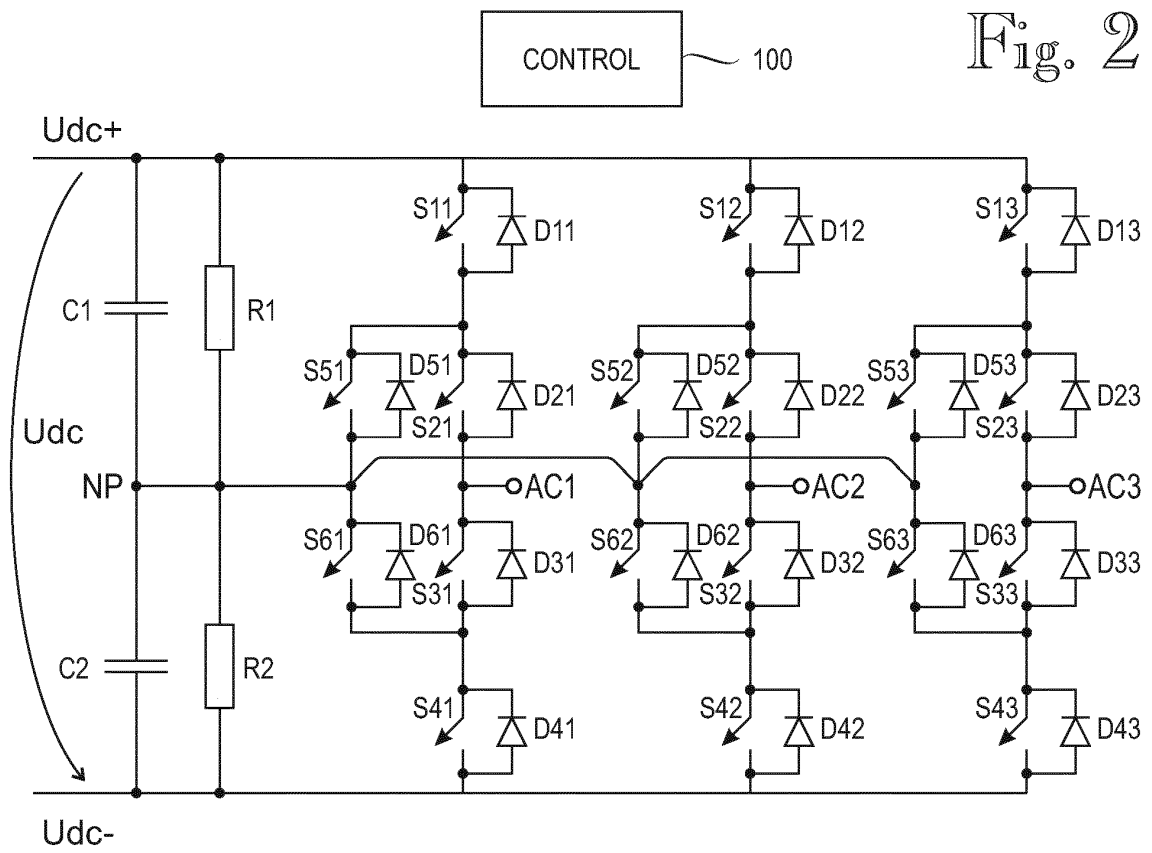 Fig. 2
CONTROL 100
Udc+
S11 D11 S12 D12 S13 D13
C1 R1
S51 D51 D21 S52 D52 D22 S53 D53 D23
S21 S22 S23
Udc
NP AC1 AC2 AC3
S61 D61 D31 S62 D62 D32 S63 D63 D33
S31 S32 S33
C2 R2
S41 D41 S42 D42 S43 D43
Udc-